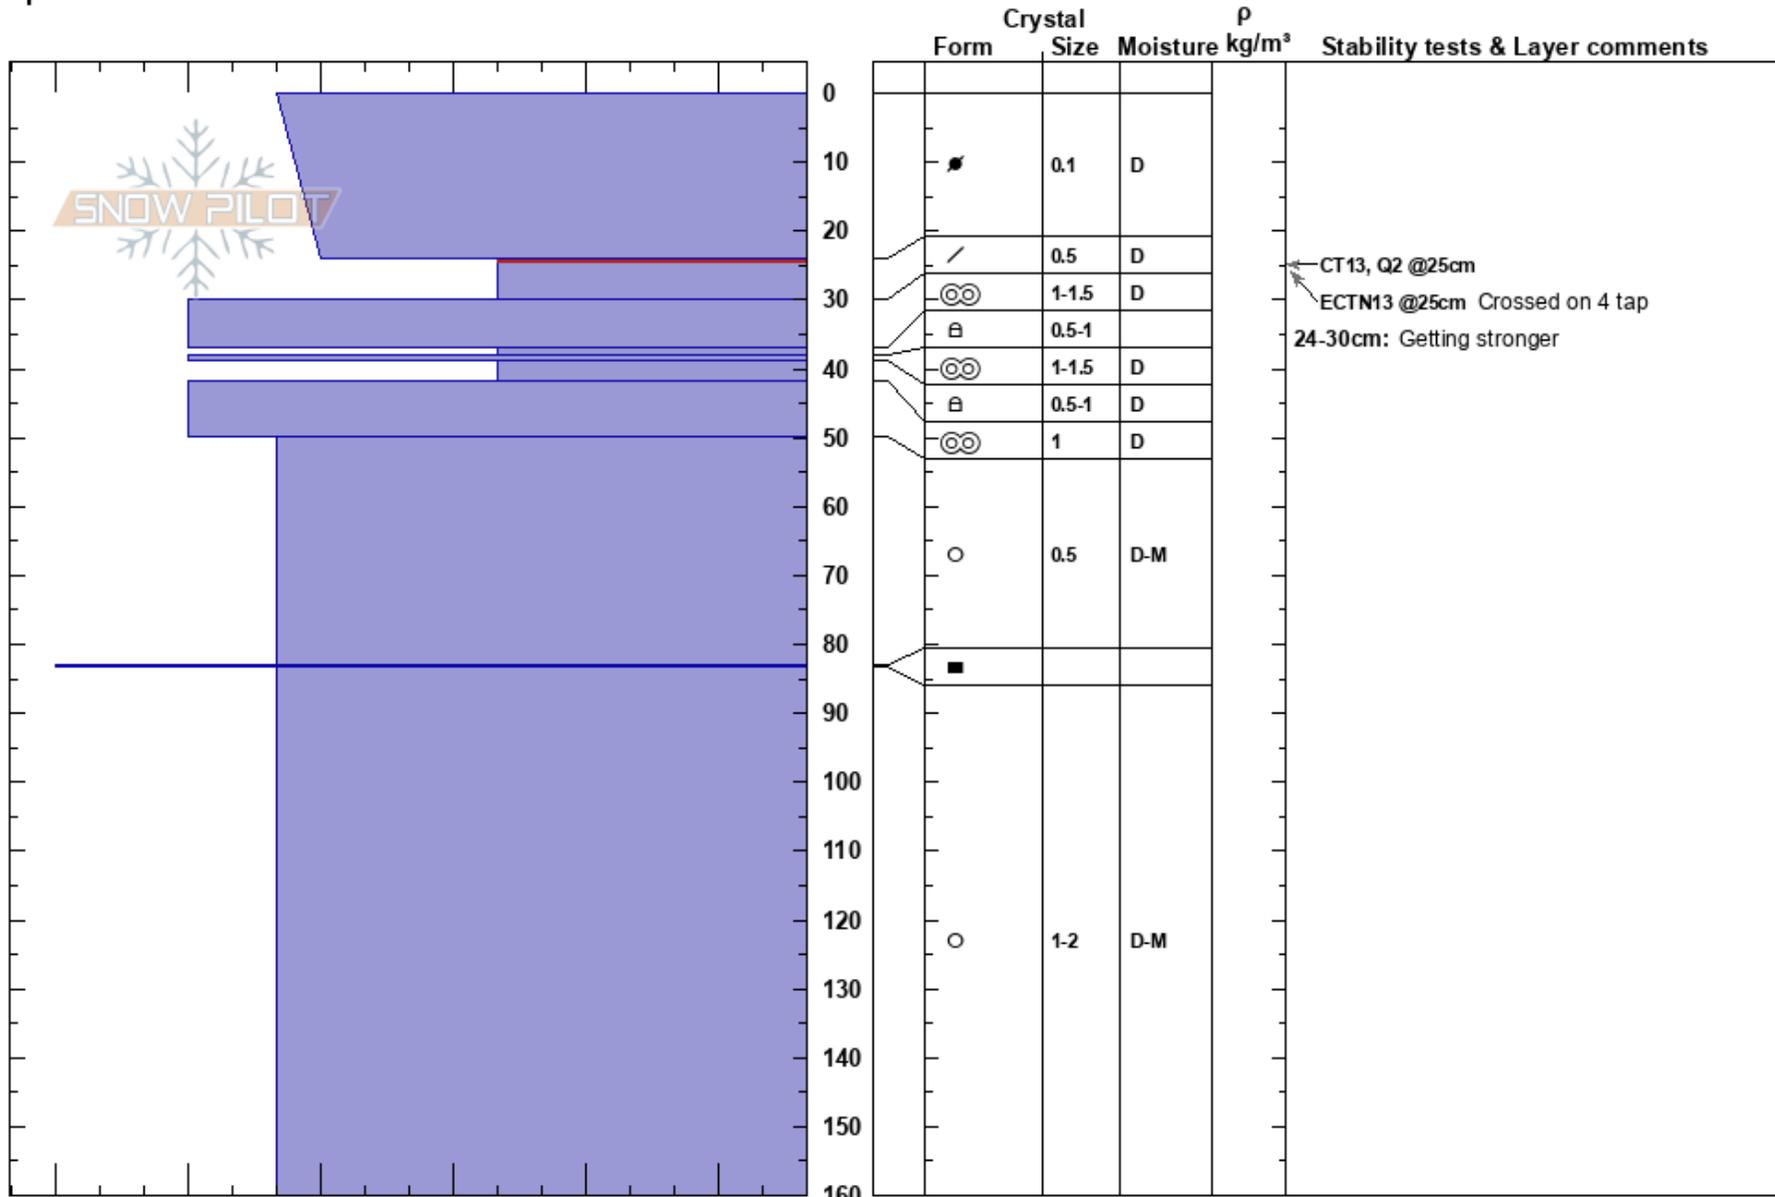 Crystal ρ
Form Size Moisture kg/m³ Stability tests & Layer comments
0
10
0.1 D
20
0.5 D
CT13, Q2 @25cm
SNOW PILOT
30
1-1.5 D
ECTN13 @25cm Crossed on 4 tap
0.5-1
24-30cm: Getting stronger
40
1-1.5 D
0.5-1 D
50
1 D
60
0.5 D-M
70
80
90
100
110
120
1-2 D-M
130
140
150
160